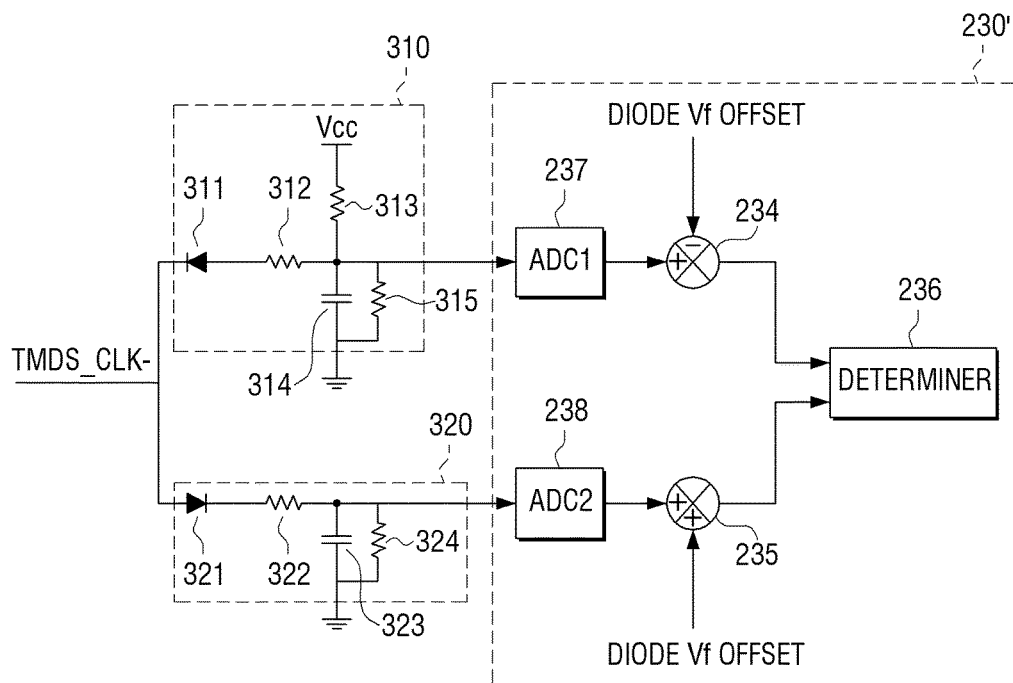 230'
310
DIODE Vf OFFSET
Vcc
237
311
312
313
234
ADC1
− +
236
315
TMDS_CLK-
314
DETERMINER
320
238
ADC2
+ +
324
235
321
322
323
DIODE Vf OFFSET